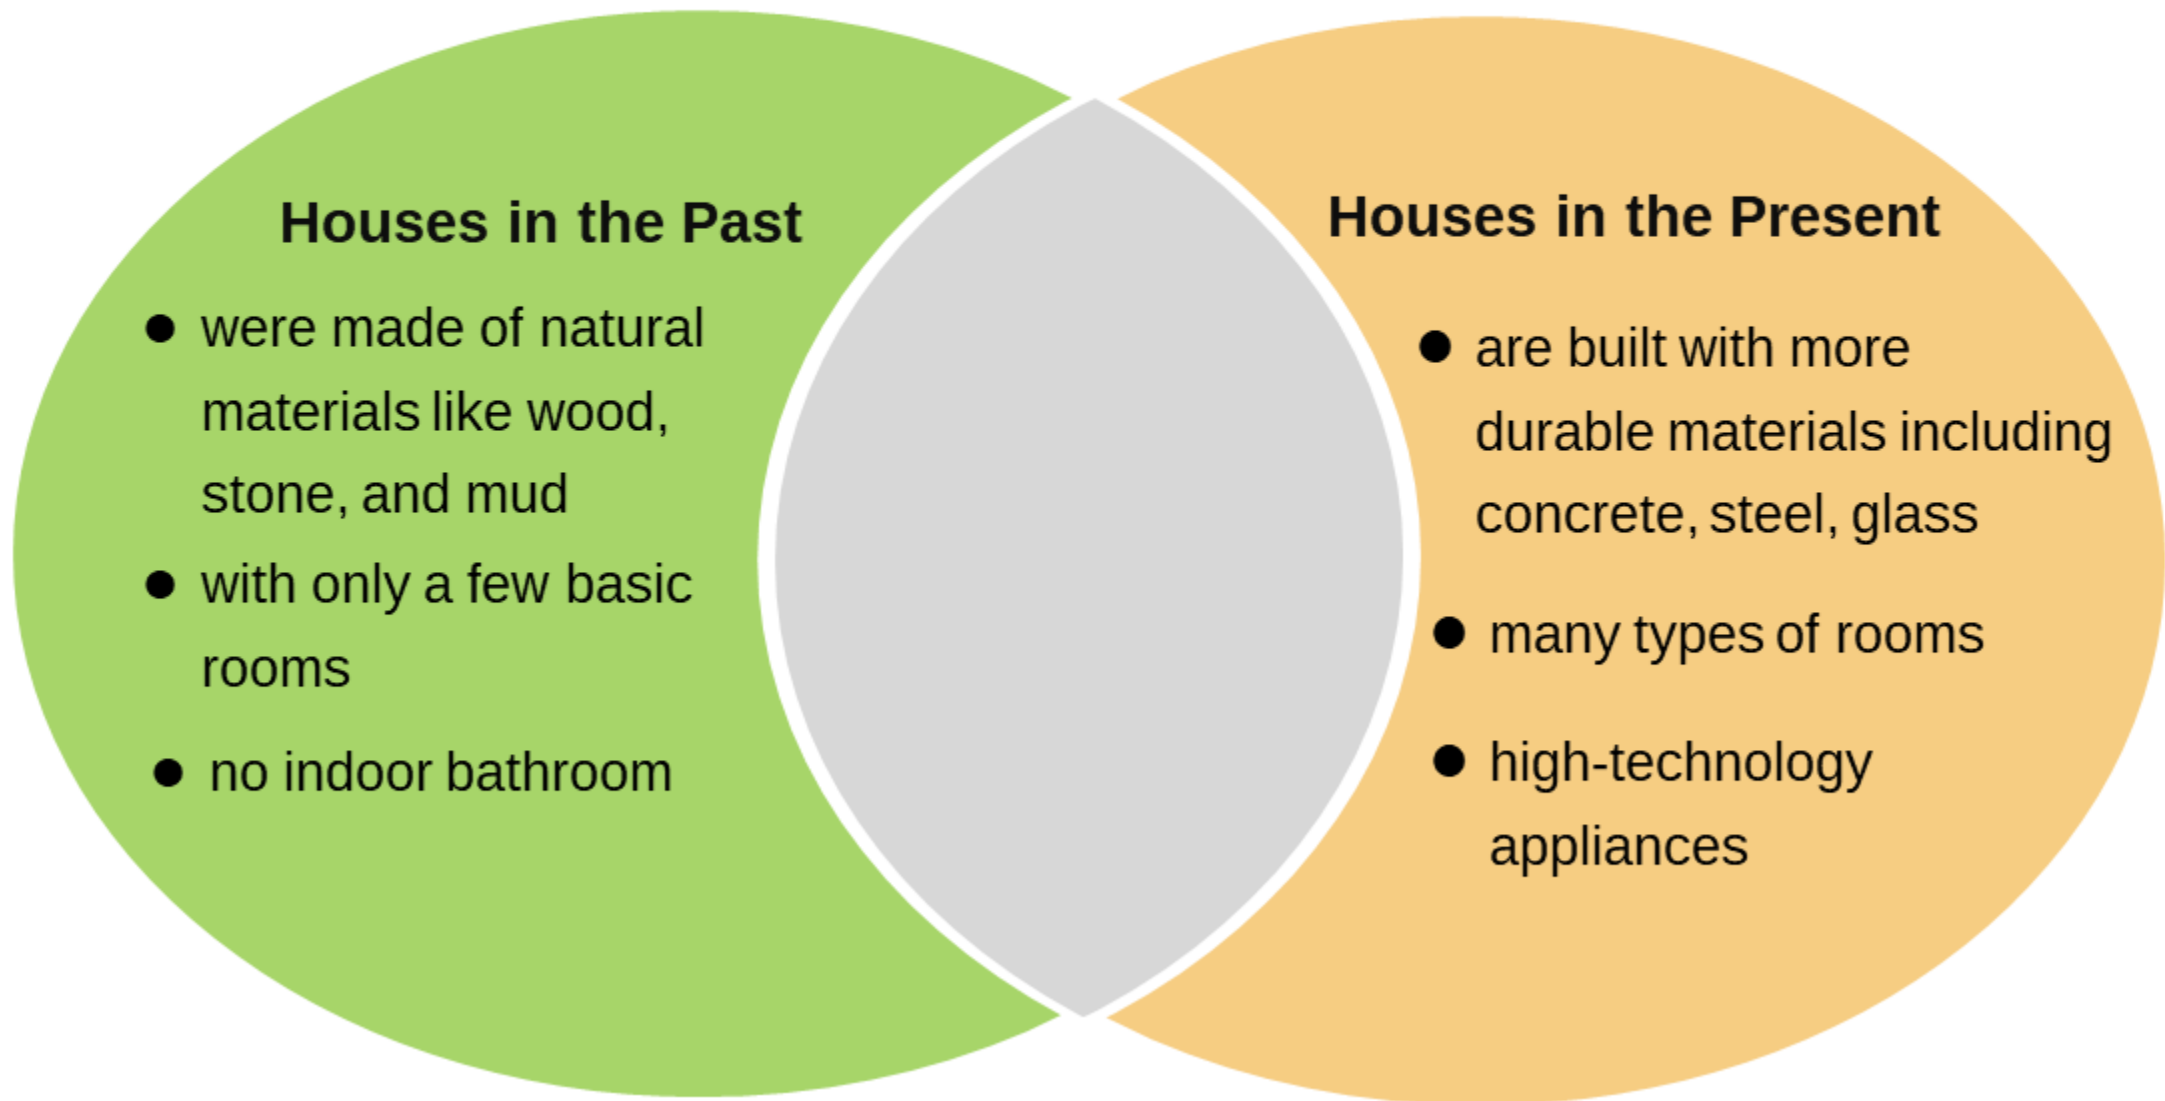 Houses in the Past
● were made of natural
materials like wood,
stone, and mud
● with only a few basic
rooms
● no indoor bathroom
Houses in the Present
● are built with more
durable materials including
concrete, steel, glass
● many types of rooms
● high-technology
appliances